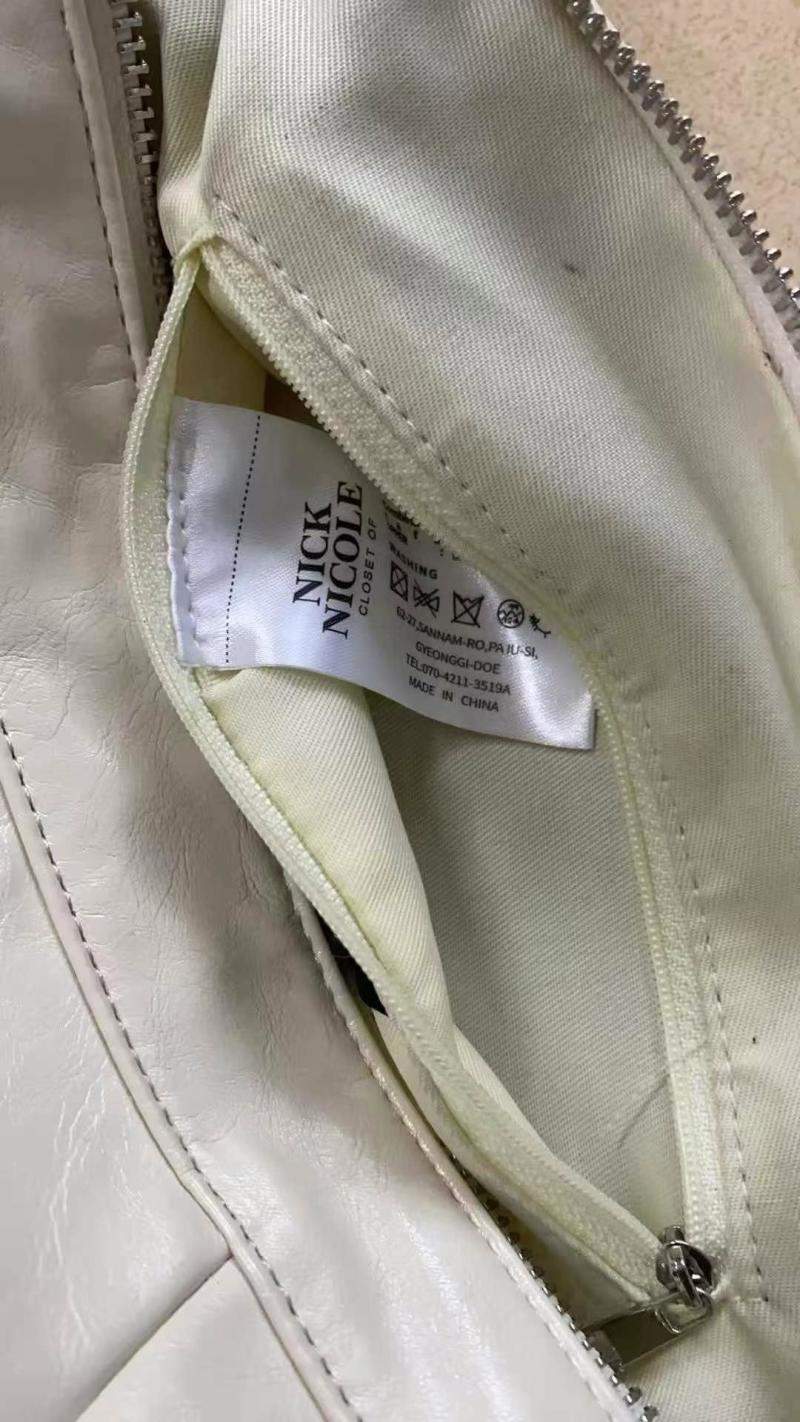 NICK
NICOLE
CLOSET OF
WASHING
62-27,SANNAM-RO,PAJU-SI,
GYEONGGI-DOE
TEL:070-4211-3519A
MADE IN CHINA